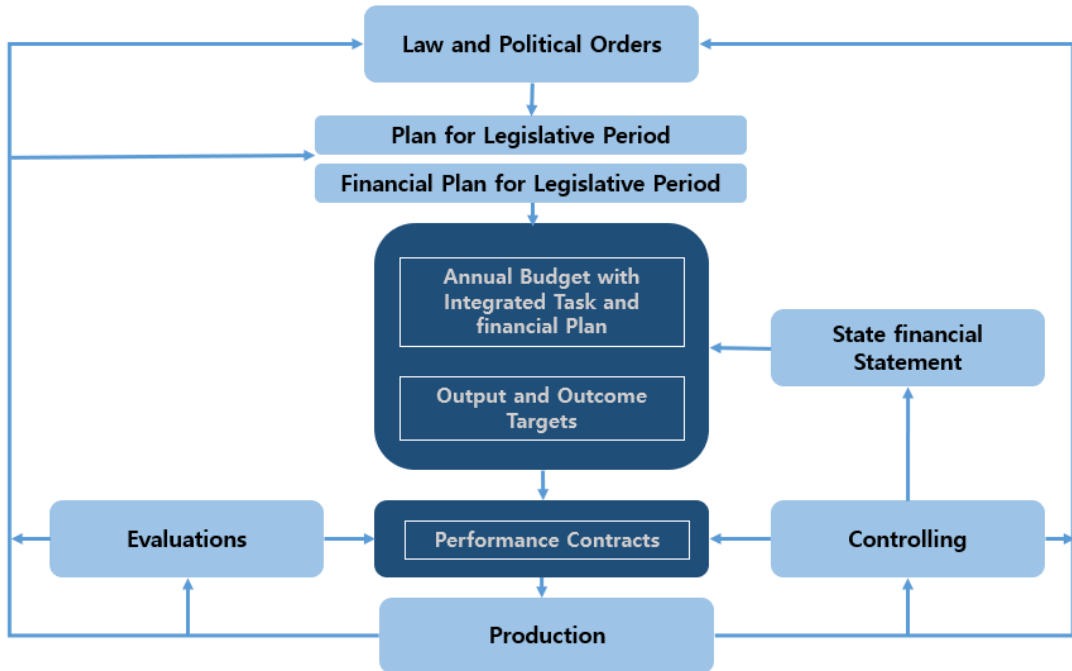 Law and Political Orders
Plan for Legislative Period
Financial Plan for Legislative Period
Annual Budget with
Integrated Task and
financial Plan
State financial
Statement
Output and Outcome
Targets
Evaluations
Performance Contracts
Controlling
Production